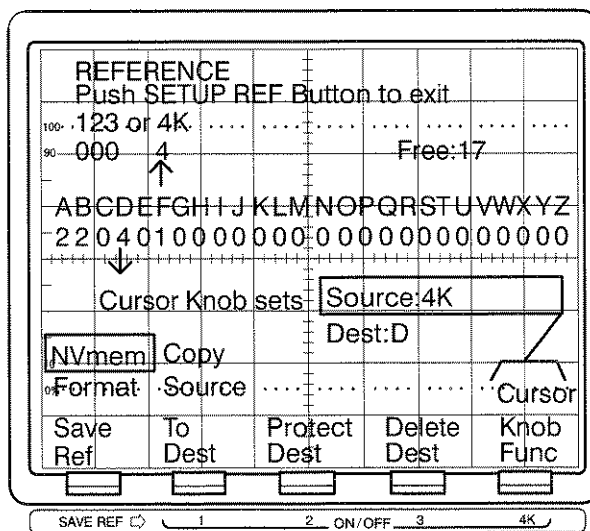 REFERENCE
Push SETUP REF Button to exit
100 123 or 4K
90 000 4 Free:17
ABCDEFGHIJKLMNOPQRSTUVWXYZ
22040100000000000000000000
Cursor Knob sets Source:4K
Dest:D
NVmem Copy
0% Format Source Cursor
Save To Protect Delete Knob
Ref Dest Dest Dest Func
SAVE REF ⇨ 1 2 ON/OFF 3 4K